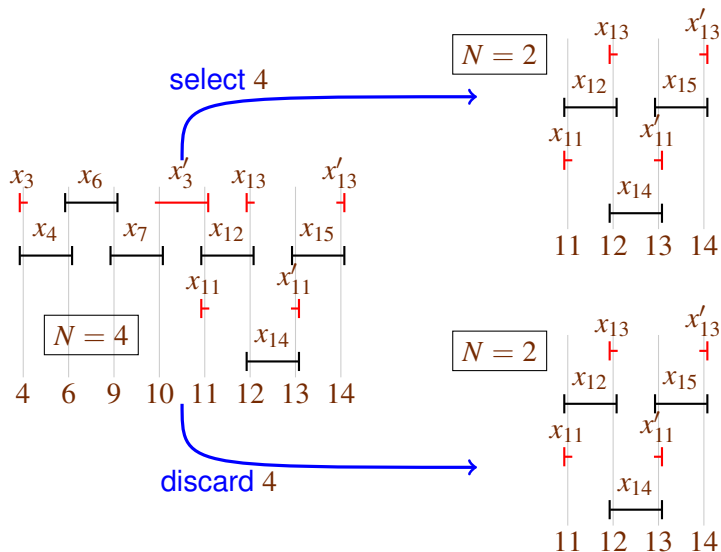 select 4
x₃ x₆ x′₃ x₁₃ x′₁₃
x₄ x₇ x₁₂ x₁₅
x₁₁ x′₁₁
N = 4
x₁₄
4 6 9 10 11 12 13 14
discard 4
N = 2
x₁₃ x′₁₃
x₁₂ x₁₅
x₁₁ x′₁₁
x₁₄
11 12 13 14
N = 2
x₁₃ x′₁₃
x₁₂ x₁₅
x₁₁ x′₁₁
x₁₄
11 12 13 14